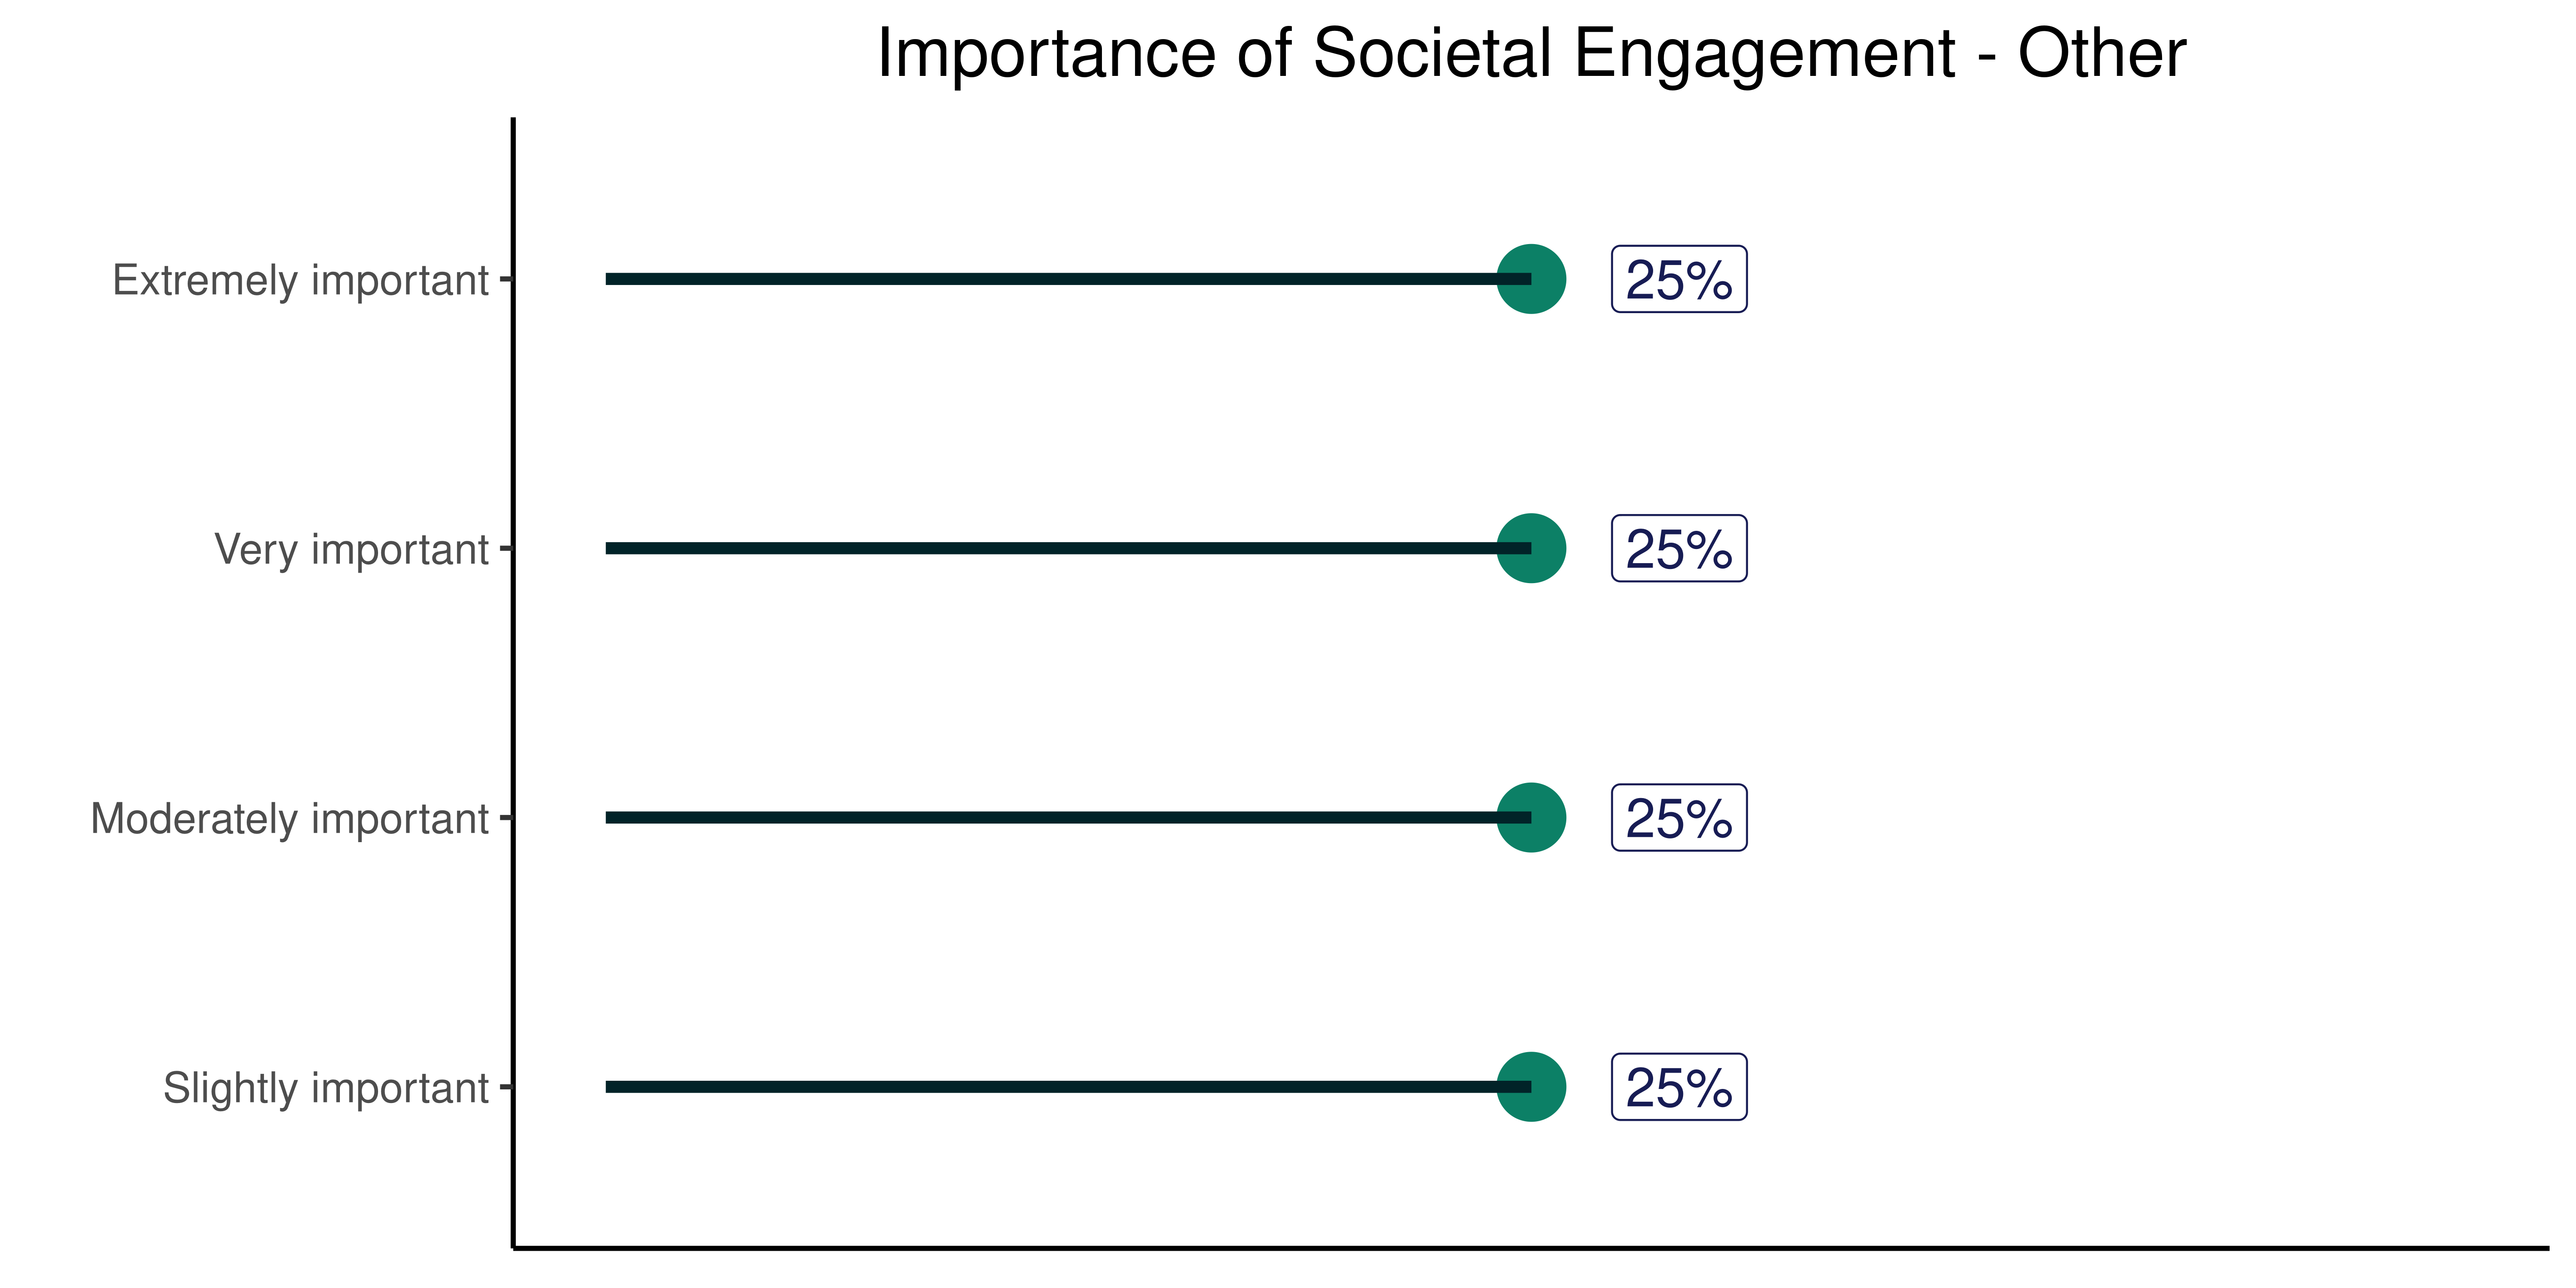 Importance of Societal Engagement - Other
Extremely important 25%
Very important 25%
Moderately important 25%
Slightly important 25%